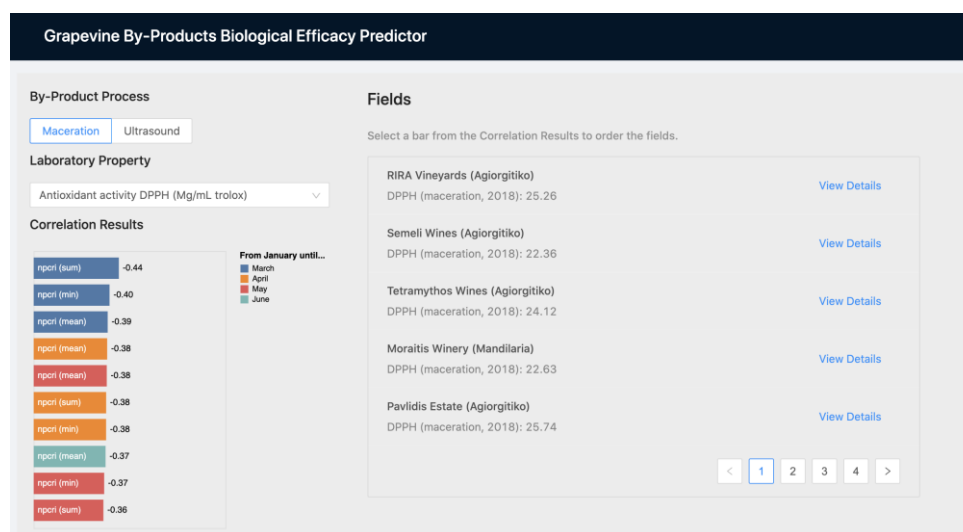 Grapevine By-Products Biological Efficacy Predictor
By-Product Process
Maceration Ultrasound
Laboratory Property
Antioxidant activity DPPH (Mg/mL trolox)
Correlation Results
npcri (sum) -0.44
npcri (min) -0.40
npcri (mean) -0.39
npcri (mean) -0.38
npcri (mean) -0.38
npcri (sum) -0.38
npcri (min) -0.38
npcri (mean) -0.37
npcri (min) -0.37
npcri (sum) -0.36
From January until...
March
April
May
June
Fields
Select a bar from the Correlation Results to order the fields.
RIRA Vineyards (Agiorgitiko)
DPPH (maceration, 2018): 25.26
View Details
Semeli Wines (Agiorgitiko)
DPPH (maceration, 2018): 22.36
View Details
Tetramythos Wines (Agiorgitiko)
DPPH (maceration, 2018): 24.12
View Details
Moraitis Winery (Mandilaria)
DPPH (maceration, 2018): 22.63
View Details
Pavlidis Estate (Agiorgitiko)
DPPH (maceration, 2018): 25.74
View Details
< 1 2 3 4 >